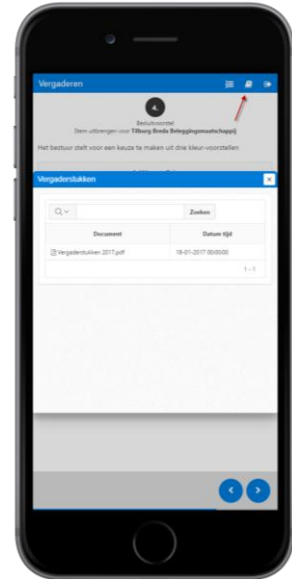 Vergaderen
4.
Besluitvoorstel
Stem uitbrengen voor Tilburg Breda Beleggingsmaatschappij
Het bestuur stelt voor een keuze te maken uit drie kleur-voorstellen
Vergaderstukken
Zoeken
Document Datum tijd
Vergaderstukken 2017.pdf 18-01-2017 00:00:00
1 - 1